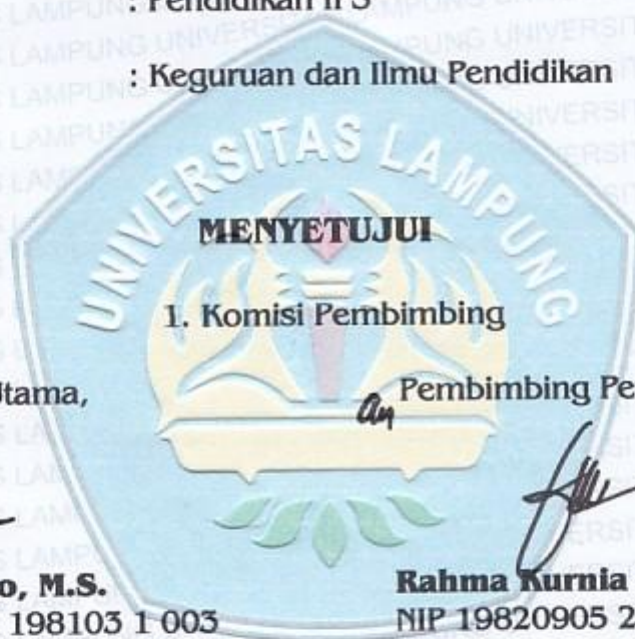 : Pendidikan IPS
: Keguruan dan Ilmu Pendidikan
UNIVERSITAS LAMPUNG
MENYETUJUI
1. Komisi Pembimbing
Utama,
an Pembimbing Pe
o, M.S.
Rahma Kurnia
198103 1 003
NIP 19820905 2